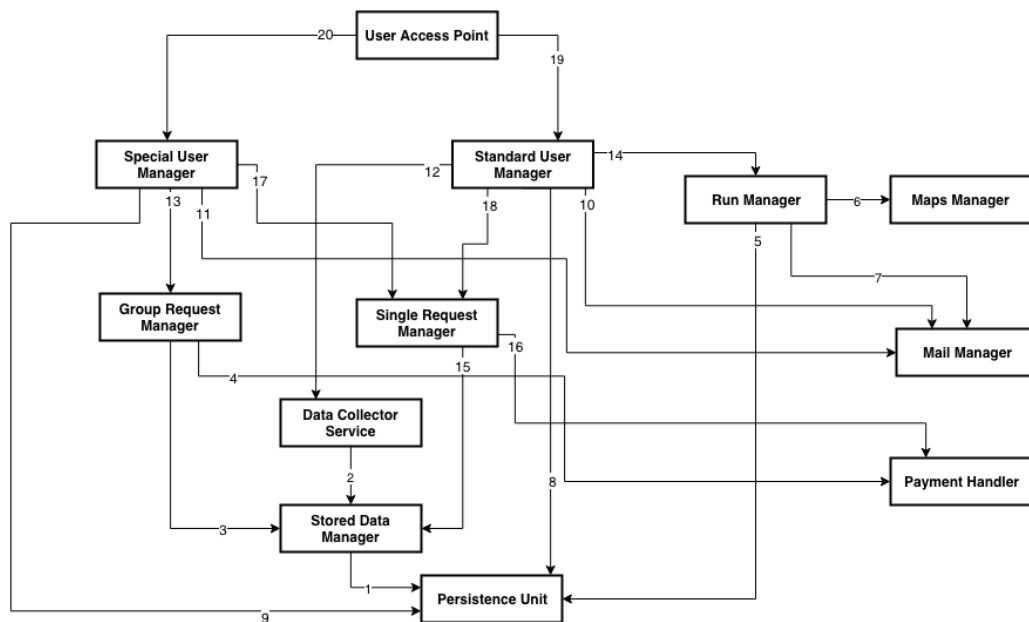 20
User Access Point
19
Special User
Manager
12
Standard User
Manager
14
17
13
11
18
10
Run Manager
6
Maps Manager
5
7
Group Request
Manager
Single Request
Manager
16
Mail Manager
15
4
Data Collector
Service
2
8
Payment Handler
3
Stored Data
Manager
1
Persistence Unit
9